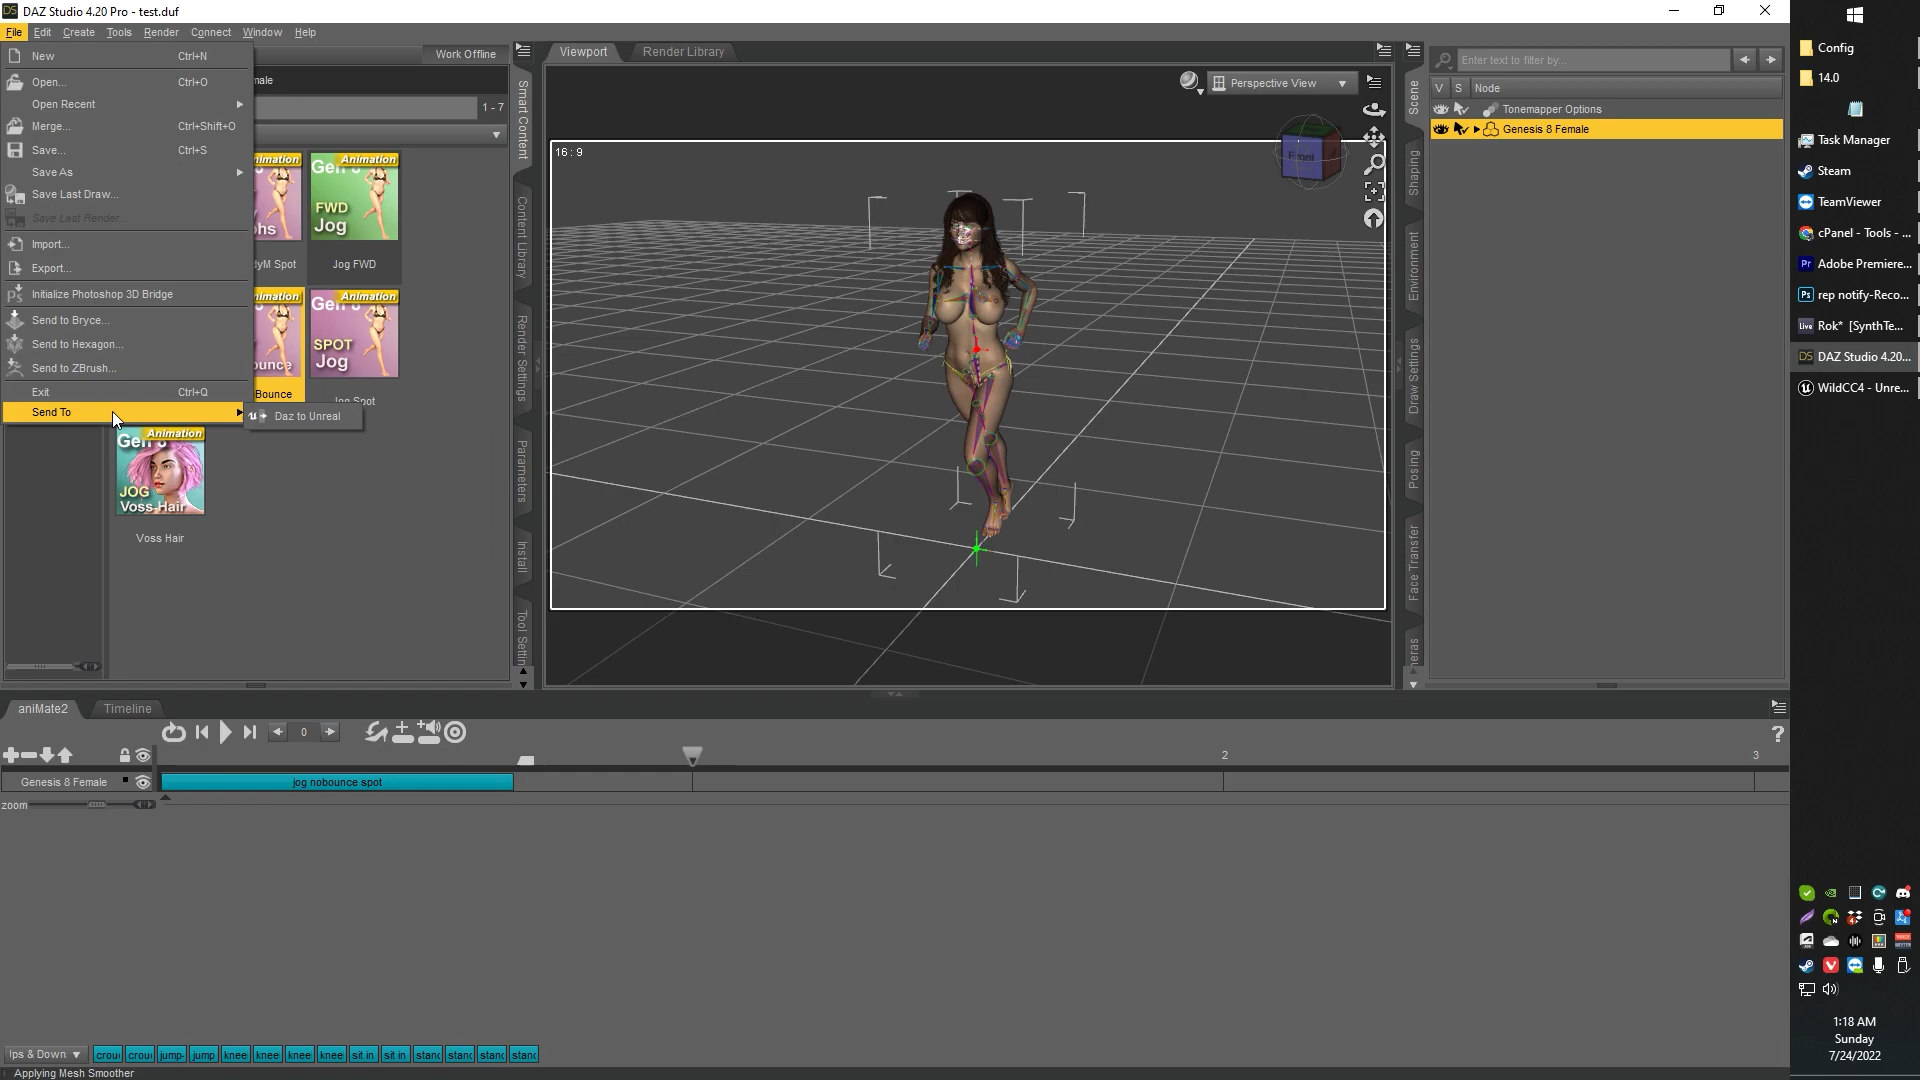 DAZ Studio 4.20 Pro - test.duf
File Edit Create Tools Render Connect Window Help
New Ctrl+N
Open... Ctrl+O
Open Recent
Merge... Ctrl+Shift+O
Save... Ctrl+S
Save As
Save Last Draw...
Save Last Render...
Import...
Export...
Initialize Photoshop 3D Bridge
Send to Bryce...
Send to Hexagon...
Send to ZBrush...
Exit Ctrl+Q
Send To
Daz to Unreal
Work Offline
1 - 7
Animation
FWD
Jog
Jog FWD
Animation
SPOT
Jog
Bounce
Animation
JOG
Voss Hair
Voss Hair
Smart Content
Content Library
Render Settings
Parameters
Install
Viewport Render Library
Perspective View
16 : 9
Front
Scene
Shaping
Environment
Draw Settings
Posing
Face Transfer
Enter text to filter by...
V S Node
Tonemapper Options
Genesis 8 Female
aniMate2 Timeline
0
?
2 3
Genesis 8 Female
jog nobounce spot
zoom
Applying Mesh Smoother
Config
14.0
Task Manager
Steam
TeamViewer
cPanel - Tools - ...
Adobe Premiere...
rep notify-Reco...
Rok* [SynthTe...
DAZ Studio 4.20...
WildCC4 - Unre...
1:18 AM
Sunday
7/24/2022